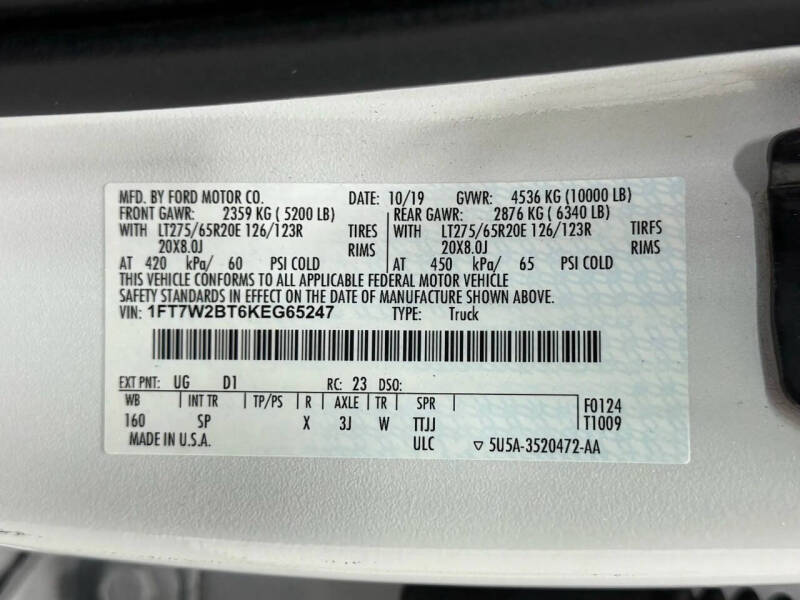 MFD. BY FORD MOTOR CO. DATE: 10/19 GVWR: 4536 KG (10000 LB)
FRONT GAWR: 2359 KG ( 5200 LB) REAR GAWR: 2876 KG ( 6340 LB)
WITH LT275/65R20E 126/123R TIRES WITH LT275/65R20E 126/123R TIRFS
20X8.0J RIMS 20X8.0J RIMS
AT 420 kPa/ 60 PSI COLD AT 450 kPa/ 65 PSI COLD
THIS VEHICLE CONFORMS TO ALL APPLICABLE FEDERAL MOTOR VEHICLE
SAFETY STANDARDS IN EFFECT ON THE DATE OF MANUFACTURE SHOWN ABOVE.
VIN: 1FT7W2BT6KEG65247 TYPE: Truck
EXT PNT: UG D1 RC: 23 DSO:
WB INT TR TP/PS R AXLE TR SPR F0124
160 SP X 3J W TTJJ T1009
MADE IN U.S.A. ULC ▽ 5U5A-3520472-AA